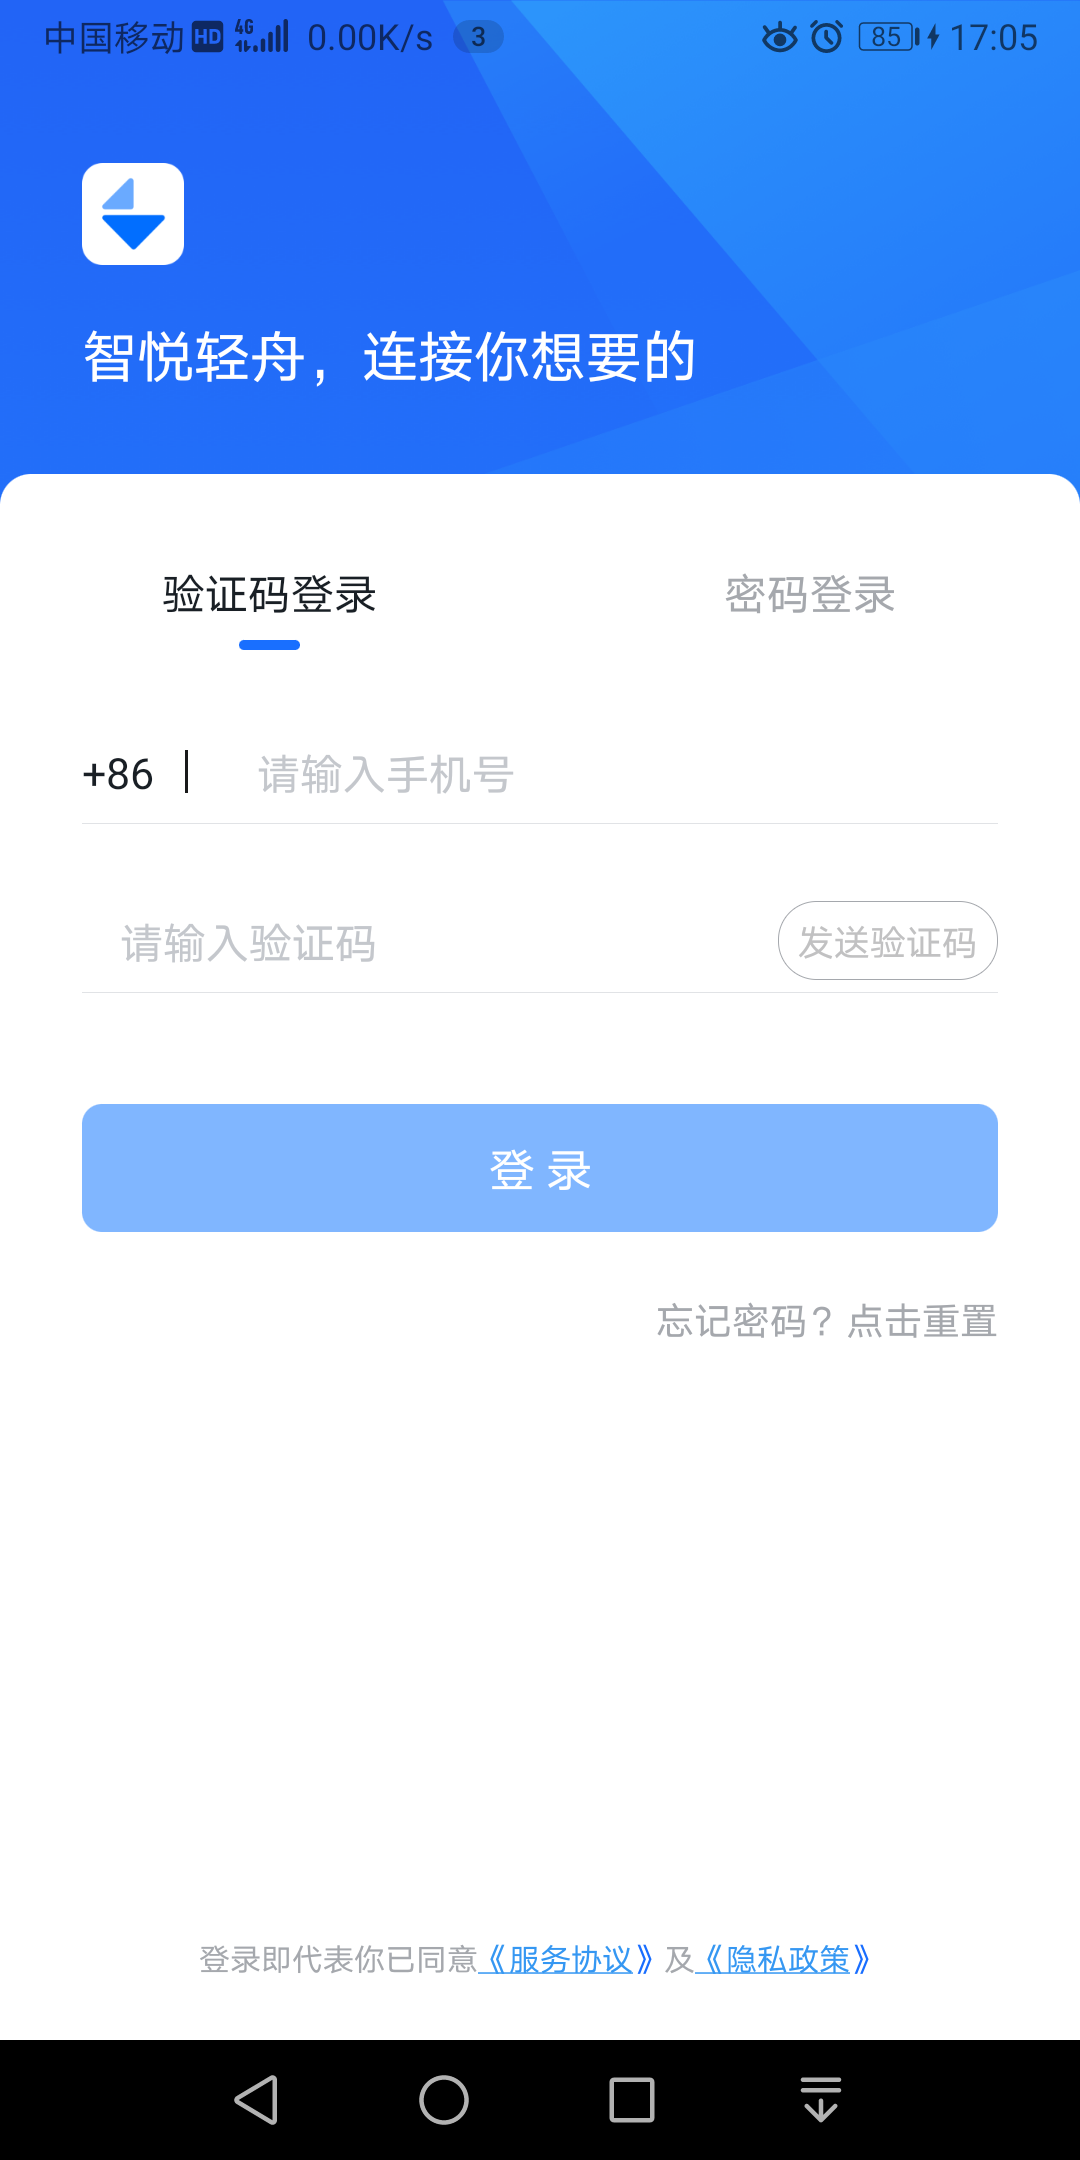 中国移动 HD 4G 0.00K/s 3 85 17:05
智悦轻舟，连接你想要的
验证码登录 密码登录
+86 请输入手机号
请输入验证码 发送验证码
登 录
忘记密码？点击重置
登录即代表你已同意《服务协议》及《隐私政策》